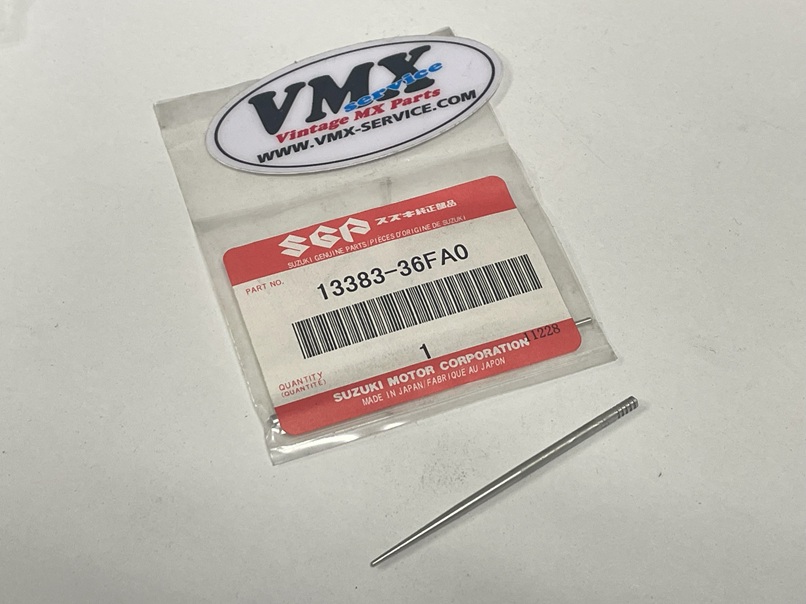 VMX
service
Vintage MX Parts
WWW.VMX-SERVICE.COM
SGP スズキ純正部品
SUZUKI GENUINE PARTS/PIÈCES D'ORIGINE DE SUZUKI
PART NO.
13383-36FA0
1
11228
QUANTITY
(QUANTITÉ)
SUZUKI MOTOR CORPORATION
MADE IN JAPAN/FABRIQUÉ AU JAPON